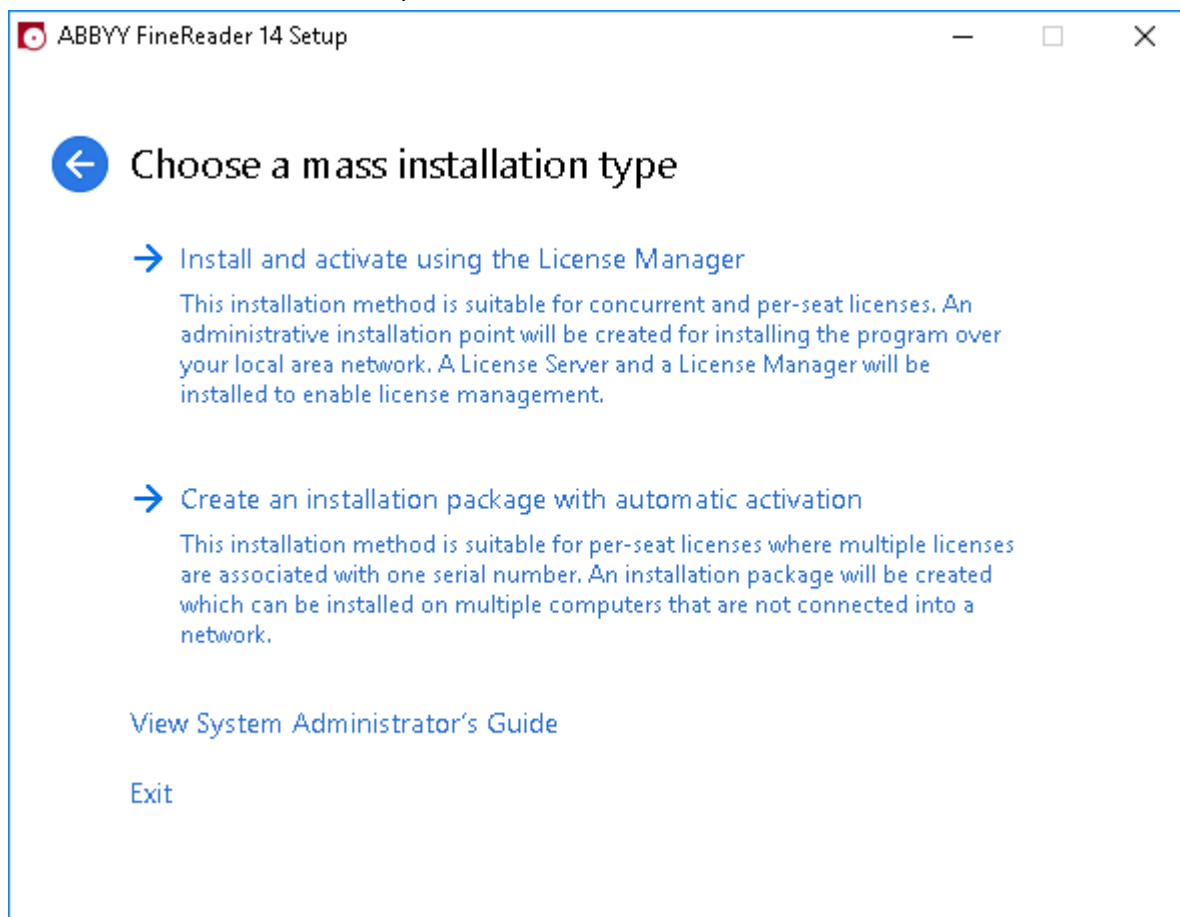 ABBYY FineReader 14 Setup
Choose a mass installation type
Install and activate using the License Manager
This installation method is suitable for concurrent and per-seat licenses. An
administrative installation point will be created for installing the program over
your local area network. A License Server and a License Manager will be
installed to enable license management.
Create an installation package with automatic activation
This installation method is suitable for per-seat licenses where multiple licenses
are associated with one serial number. An installation package will be created
which can be installed on multiple computers that are not connected into a
network.
View System Administrator's Guide
Exit